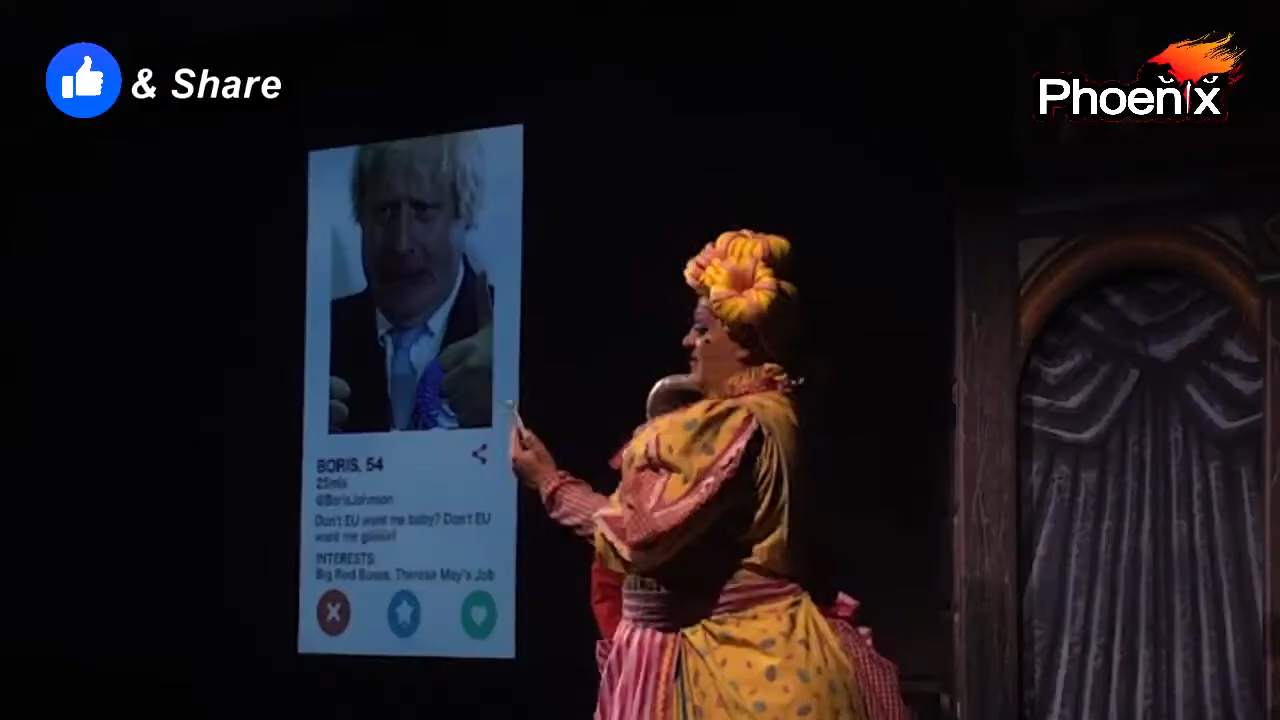 & Share
Phoenix
BORIS, 54
25mls
@BorisJohnson
Don't EU want me baby? Don't EU
want me
INTERESTS:
Big Red Buses, Theresa May's Job